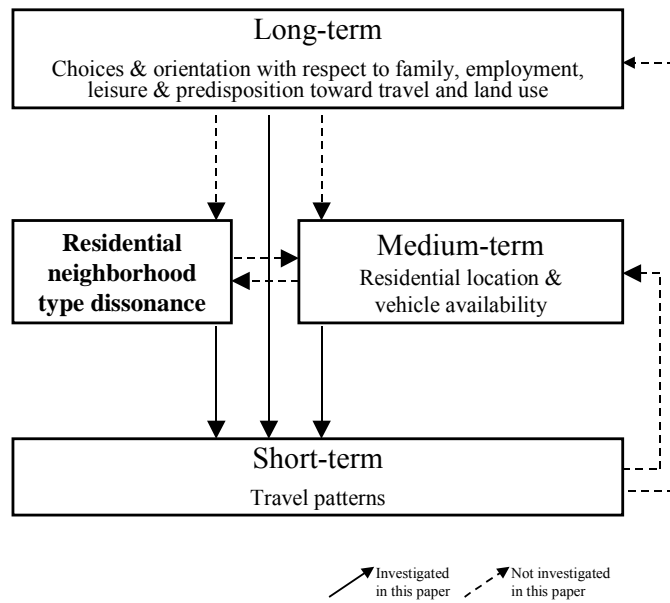 Long-term
Choices & orientation with respect to family, employment,
leisure & predisposition toward travel and land use
Residential
neighborhood
type dissonance
Medium-term
Residential location &
vehicle availability
Short-term
Travel patterns
Investigated
in this paper
Not investigated
in this paper